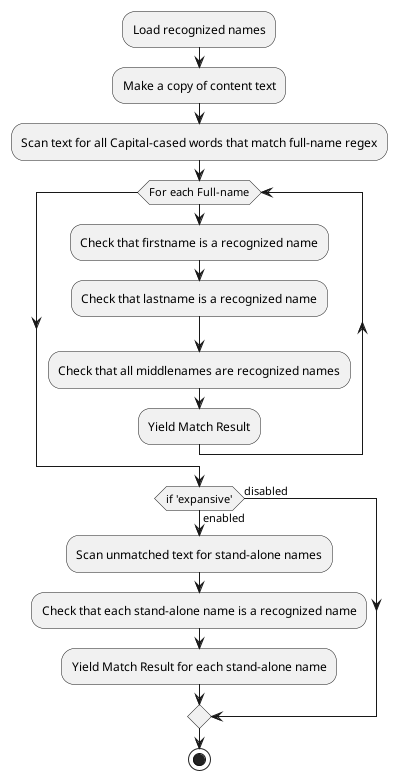 Load recognized names
Make a copy of content text
Scan text for all Capital-cased words that match full-name regex
For each Full-name
Check that firstname is a recognized name
Check that lastname is a recognized name
Check that all middlenames are recognized names
Yield Match Result
if 'expansive'
disabled
enabled
Scan unmatched text for stand-alone names
Check that each stand-alone name is a recognized name
Yield Match Result for each stand-alone name